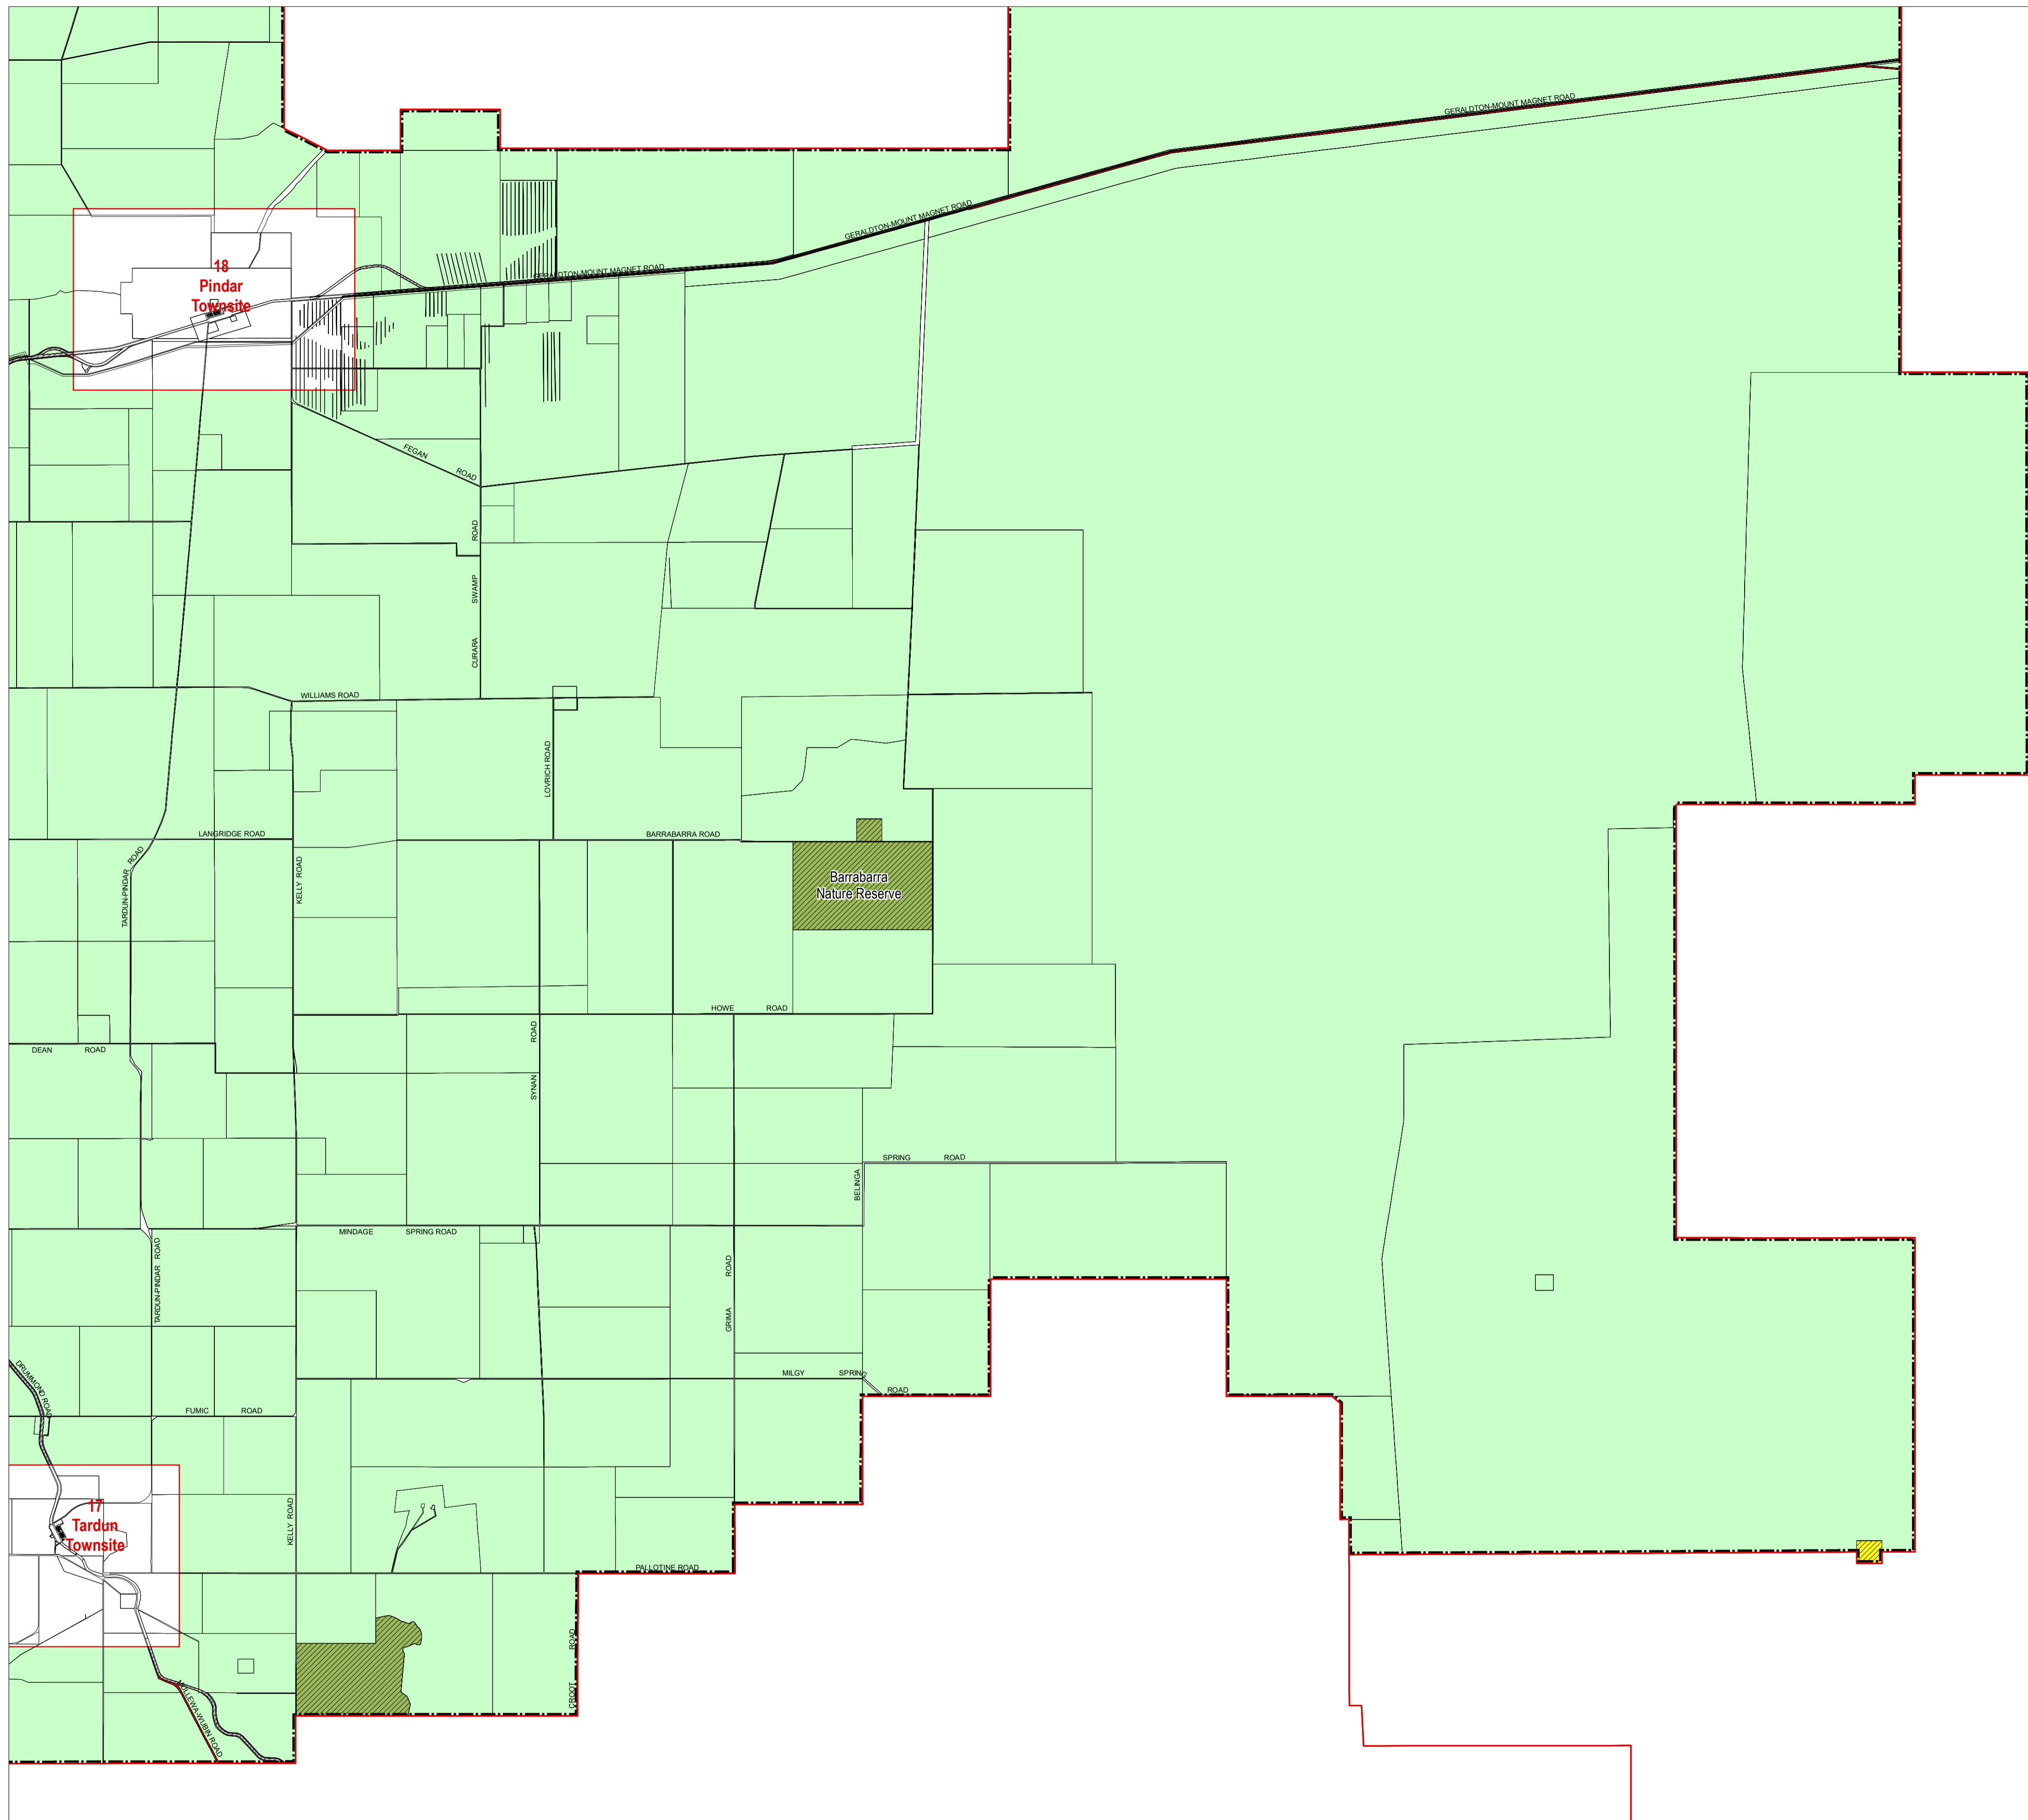 GERALDTON-MOUNT MAGNET ROAD
GERALDTON-MOUNT MAGNET ROAD
GERALDTON-MOUNT MAGNET ROAD
18
Pindar
Townsite
FEGAN ROAD
CURARA SWAMP ROAD
WILLIAMS ROAD
LOVRICH ROAD
LANGRIDGE ROAD
BARRABARRA ROAD
TARDUN-PINDAR ROAD
KELLY ROAD
Barrabarra
Nature Reserve
HOWE ROAD
DEAN ROAD
SYNAN ROAD
SPRING ROAD
BELINGA
MINDAGE SPRING ROAD
TARDUN-PINDAR ROAD
GRIMA ROAD
DRUMMOND ROAD
MILGY SPRING ROAD
FUMIC ROAD
17
Tardun
Townsite
KELLY ROAD
PALLOTINE ROAD
CROOT ROAD
MULLEWA-WUBIN ROAD